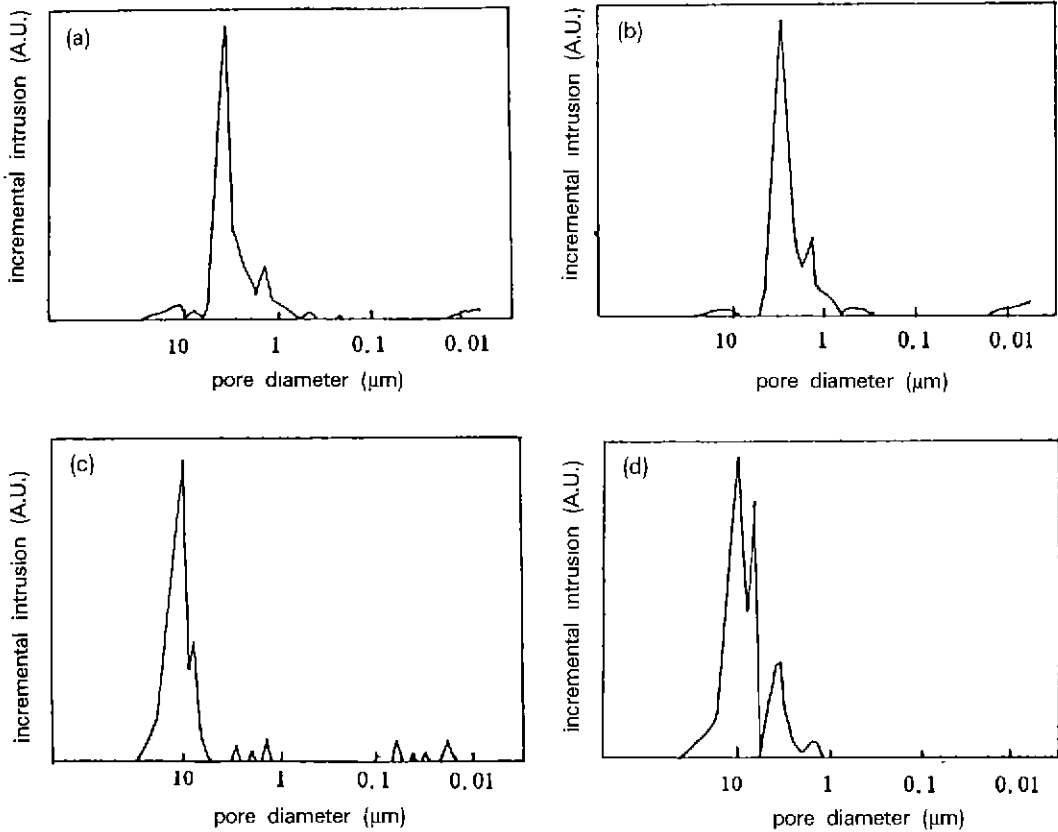 (a)
incremental intrusion (A.U.)
10 1 0.1 0.01
pore diameter (μm)
(b)
incremental intrusion (A.U.)
10 1 0.1 0.01
pore diameter (μm)
(c)
incremental intrusion (A.U.)
10 1 0.1 0.01
pore diameter (μm)
(d)
incremental intrusion (A.U.)
10 1 0.1 0.01
pore diameter (μm)